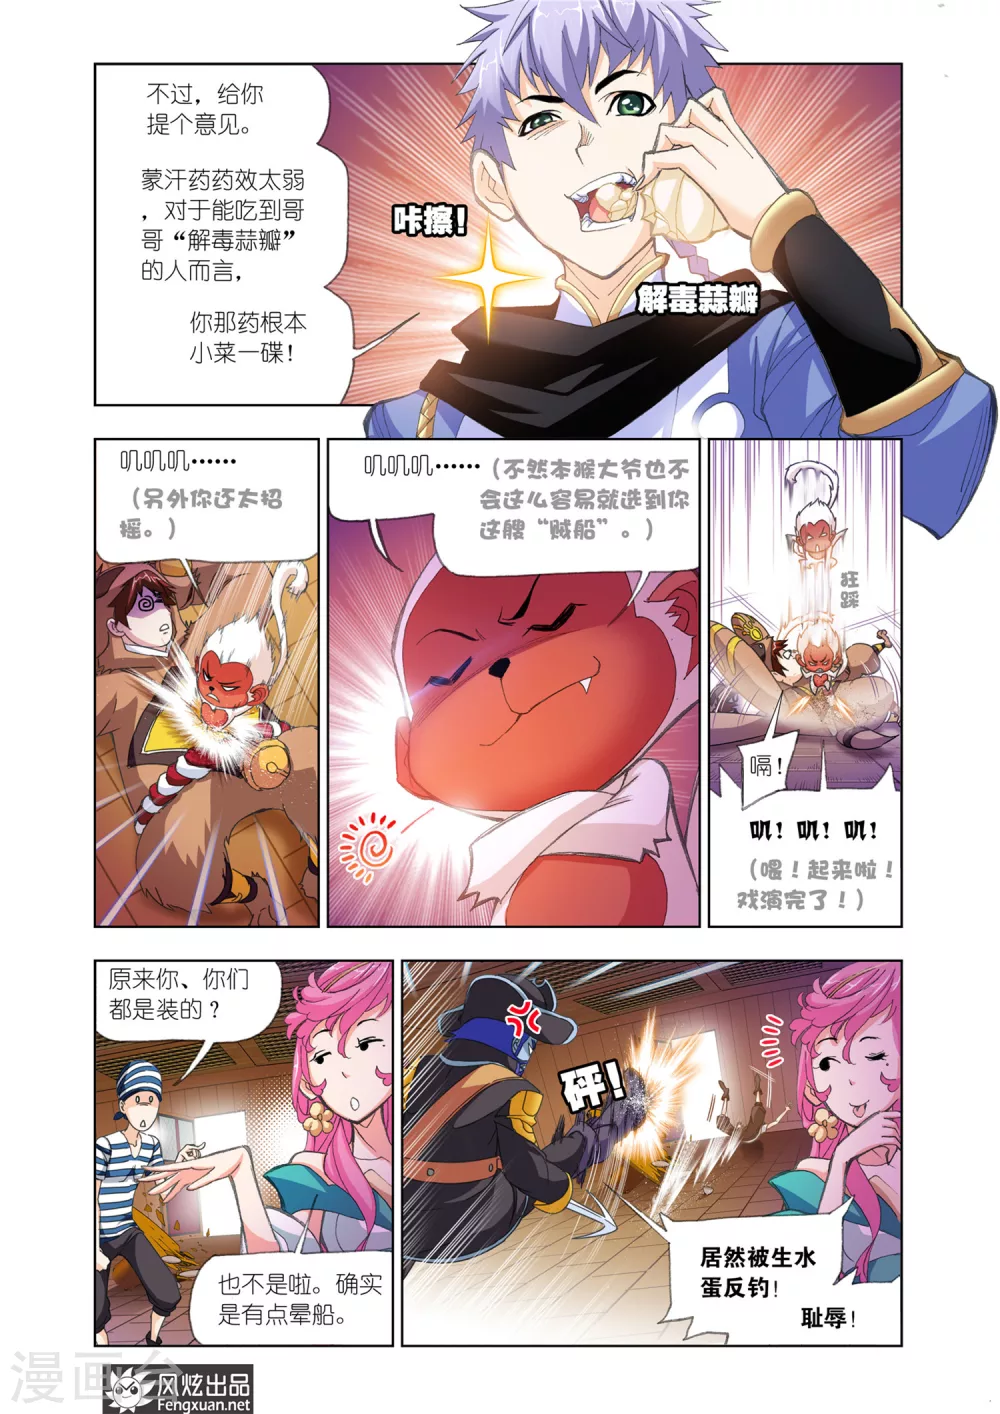 不过，给你
提个意见。
蒙汗药药效太弱
，对于能吃到哥
哥“解毒蒜瓣”
的人而言，
你那药根本
小菜一碟！
咔擦！
解毒蒜瓣
叽叽叽……
（另外你还太招
摇。）
叽叽叽……（不然本猴大爷也不
会这么容易就选到你
这艘“贼船”。）
狂踩
嗝！
叽！叽！叽！
（喂！起来啦！
戏演完了！）
原来你、你们
都是装的？
也不是啦。确实
是有点晕船。
砰！
居然被生水
蛋反钓！
耻辱！
漫画台
风炫出品
Fengxuan.net